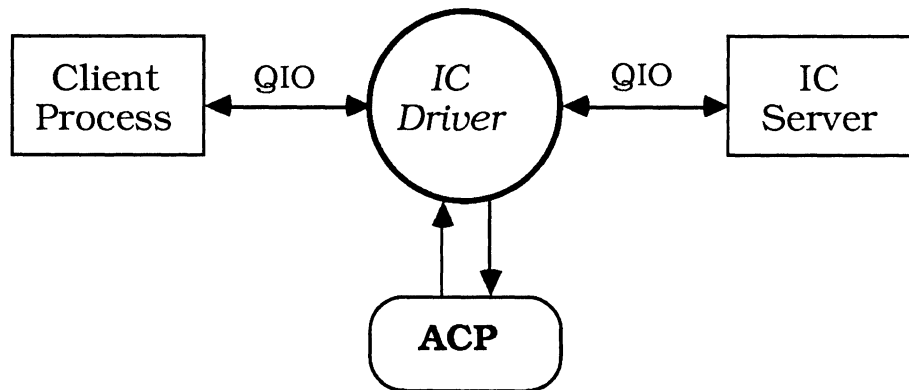 Client
Process
QIO
IC
Driver
QIO
IC
Server
ACP